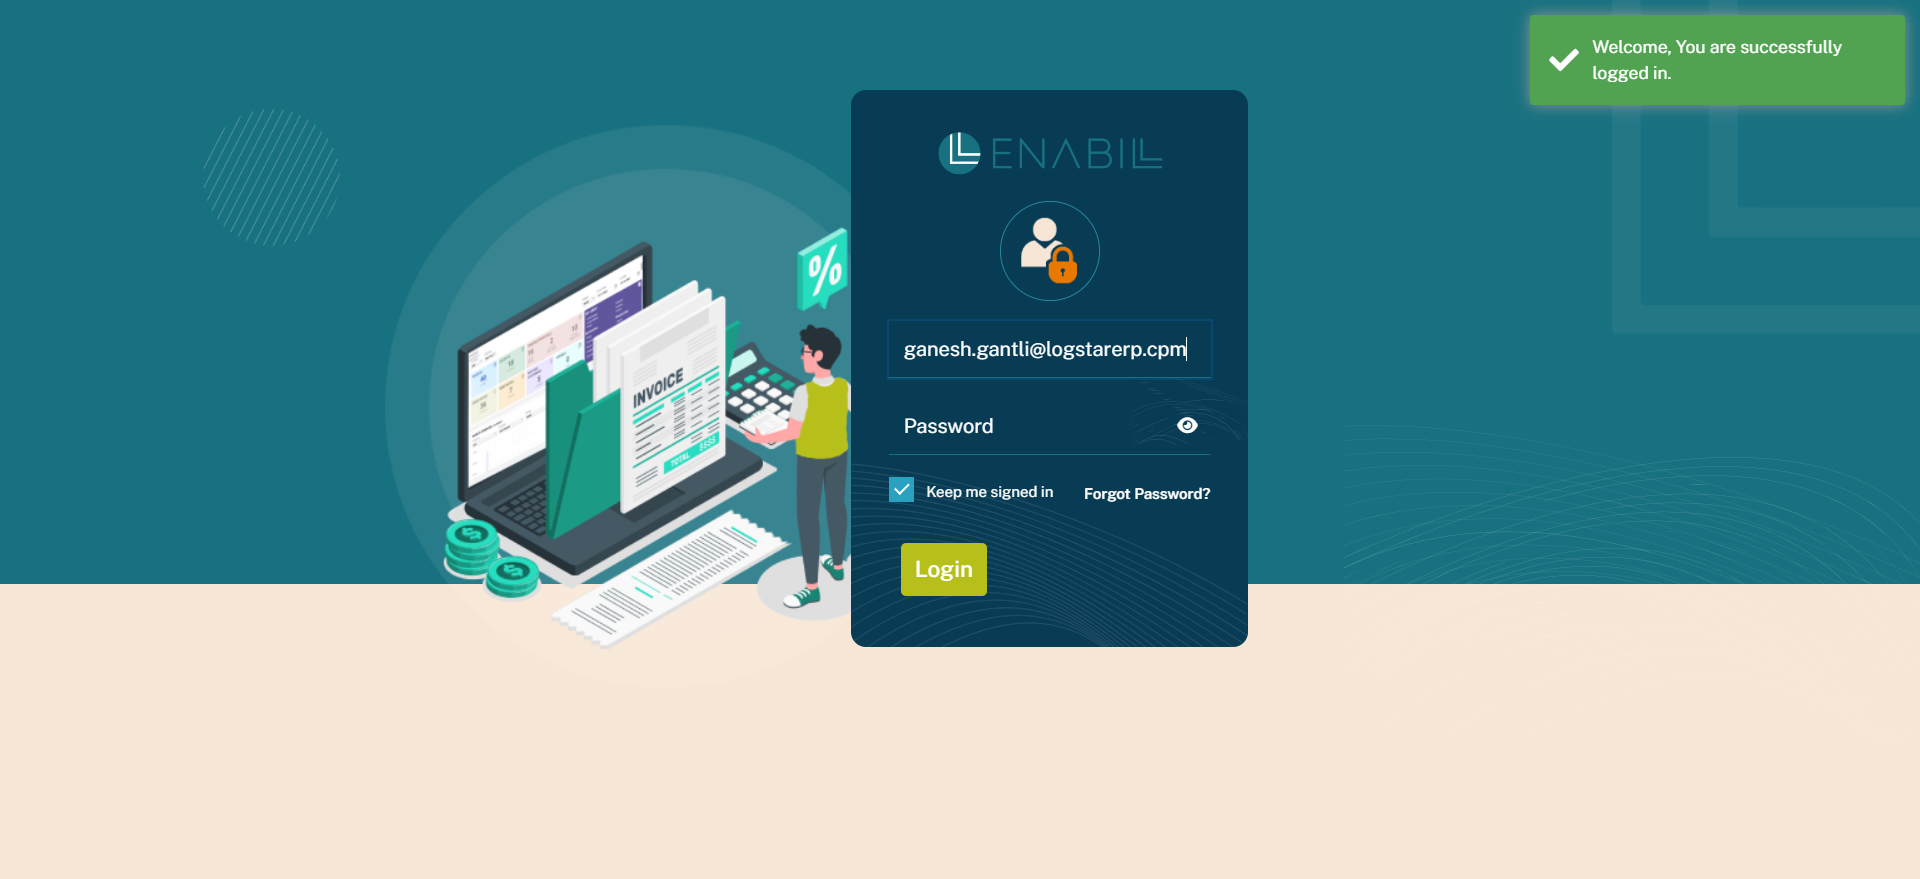 Welcome, You are successfully
logged in.
ENABILL
%
INVOICE
TOTAL $$$$
ganesh.gantli@logstarerp.cpm
Password
Keep me signed in
Forgot Password?
Login